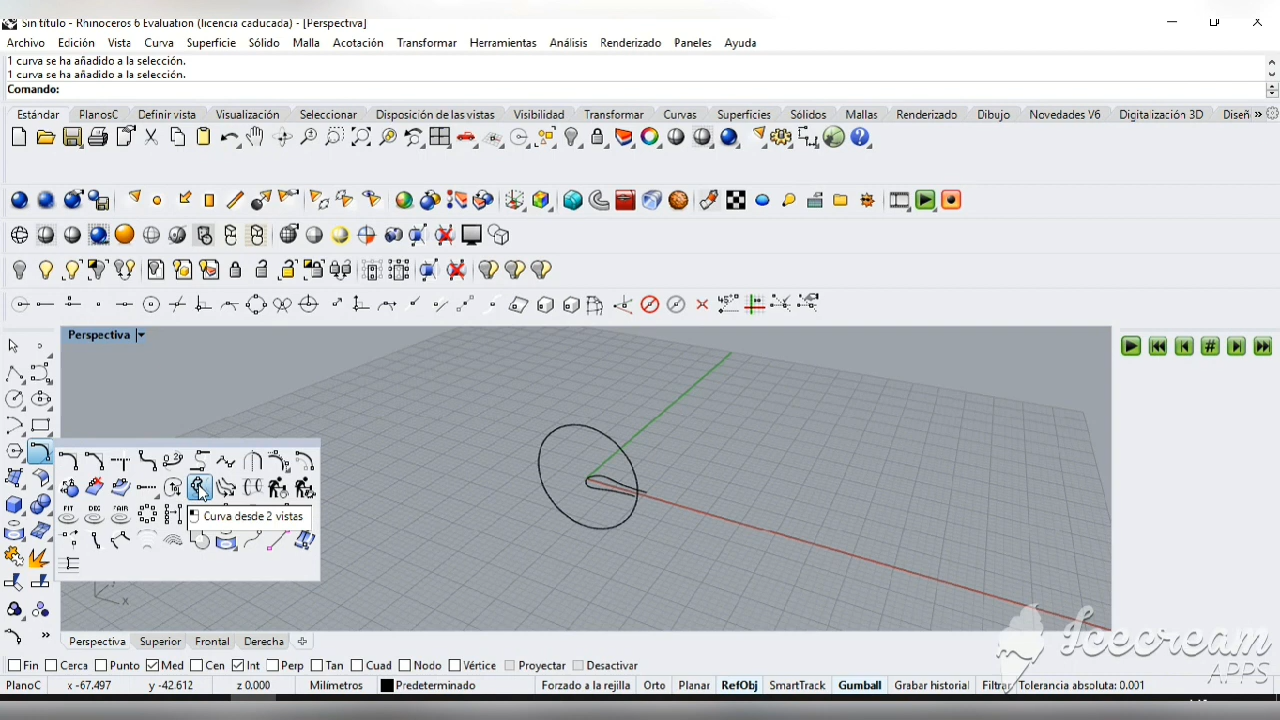 Sin título - Rhinoceros 6 Evaluation (licencia caducada) - [Perspectiva]
Archivo Edición Vista Curva Superficie Sólido Malla Acotación Transformar Herramientas Análisis Renderizado Paneles Ayuda
1 curva se ha añadido a la selección.
1 curva se ha añadido a la selección.
Comando:
Estándar PlanosC Definir vista Visualización Seleccionar Disposición de las vistas Visibilidad Transformar Curvas Superficies Sólidos Mallas Renderizado Dibujo Novedades V6 Digitalización 3D Diseñ »
45°
Perspectiva
FIT DEG FAIR
Curva desde 2 vistas
x
Perspectiva Superior Frontal Derecha
Fin Cerca Punto Med Cen Int Perp Tan Cuad Nodo Vértice Proyectar Desactivar
PlanoC x -67.497 y -42.612 z 0.000 Milímetros Predeterminado Forzado a la rejilla Orto Planar RefObj SmartTrack Gumball Grabar historial Filtrar Tolerancia absoluta: 0.001
Icecream
APPS